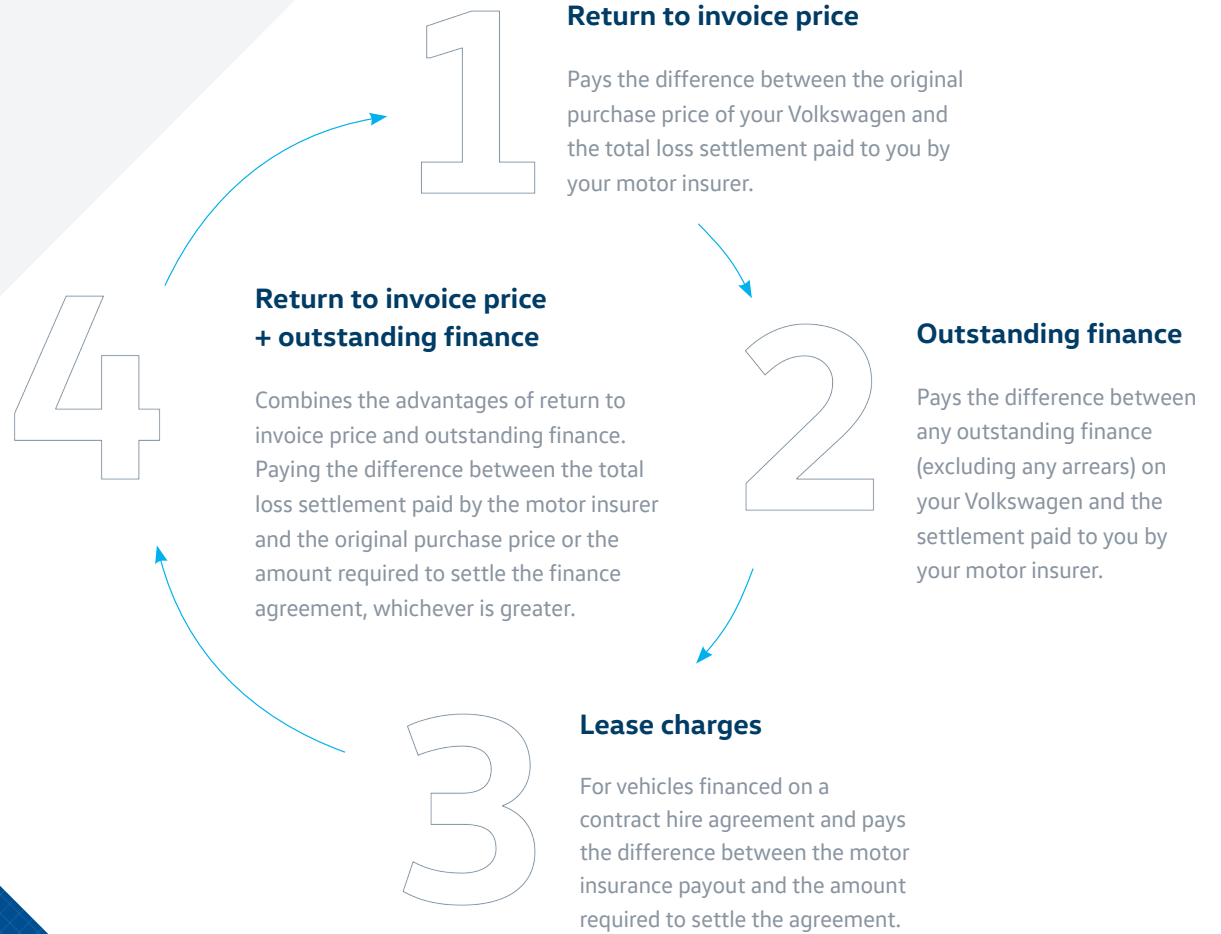 1
Return to invoice price
Pays the difference between the original
purchase price of your Volkswagen and
the total loss settlement paid to you by
your motor insurer.
2
Outstanding finance
Pays the difference between
any outstanding finance
(excluding any arrears) on
your Volkswagen and the
settlement paid to you by
your motor insurer.
3
Lease charges
For vehicles financed on a
contract hire agreement and pays
the difference between the motor
insurance payout and the amount
required to settle the agreement.
4
Return to invoice price
+ outstanding finance
Combines the advantages of return to
invoice price and outstanding finance.
Paying the difference between the total
loss settlement paid by the motor insurer
and the original purchase price or the
amount required to settle the finance
agreement, whichever is greater.